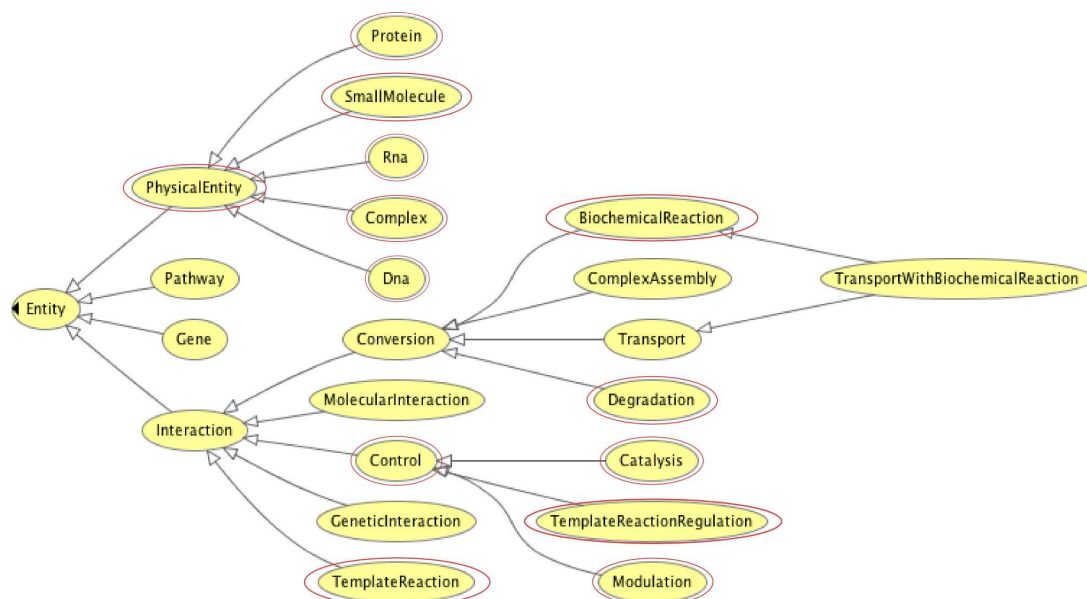 Protein
SmallMolecule
Rna
PhysicalEntity
Complex
BiochemicalReaction
Pathway
Dna
ComplexAssembly
TransportWithBiochemicalReaction
Entity
Gene
Conversion
Transport
MolecularInteraction
Degradation
Interaction
Control
Catalysis
GeneticInteraction
TemplateReactionRegulation
TemplateReaction
Modulation